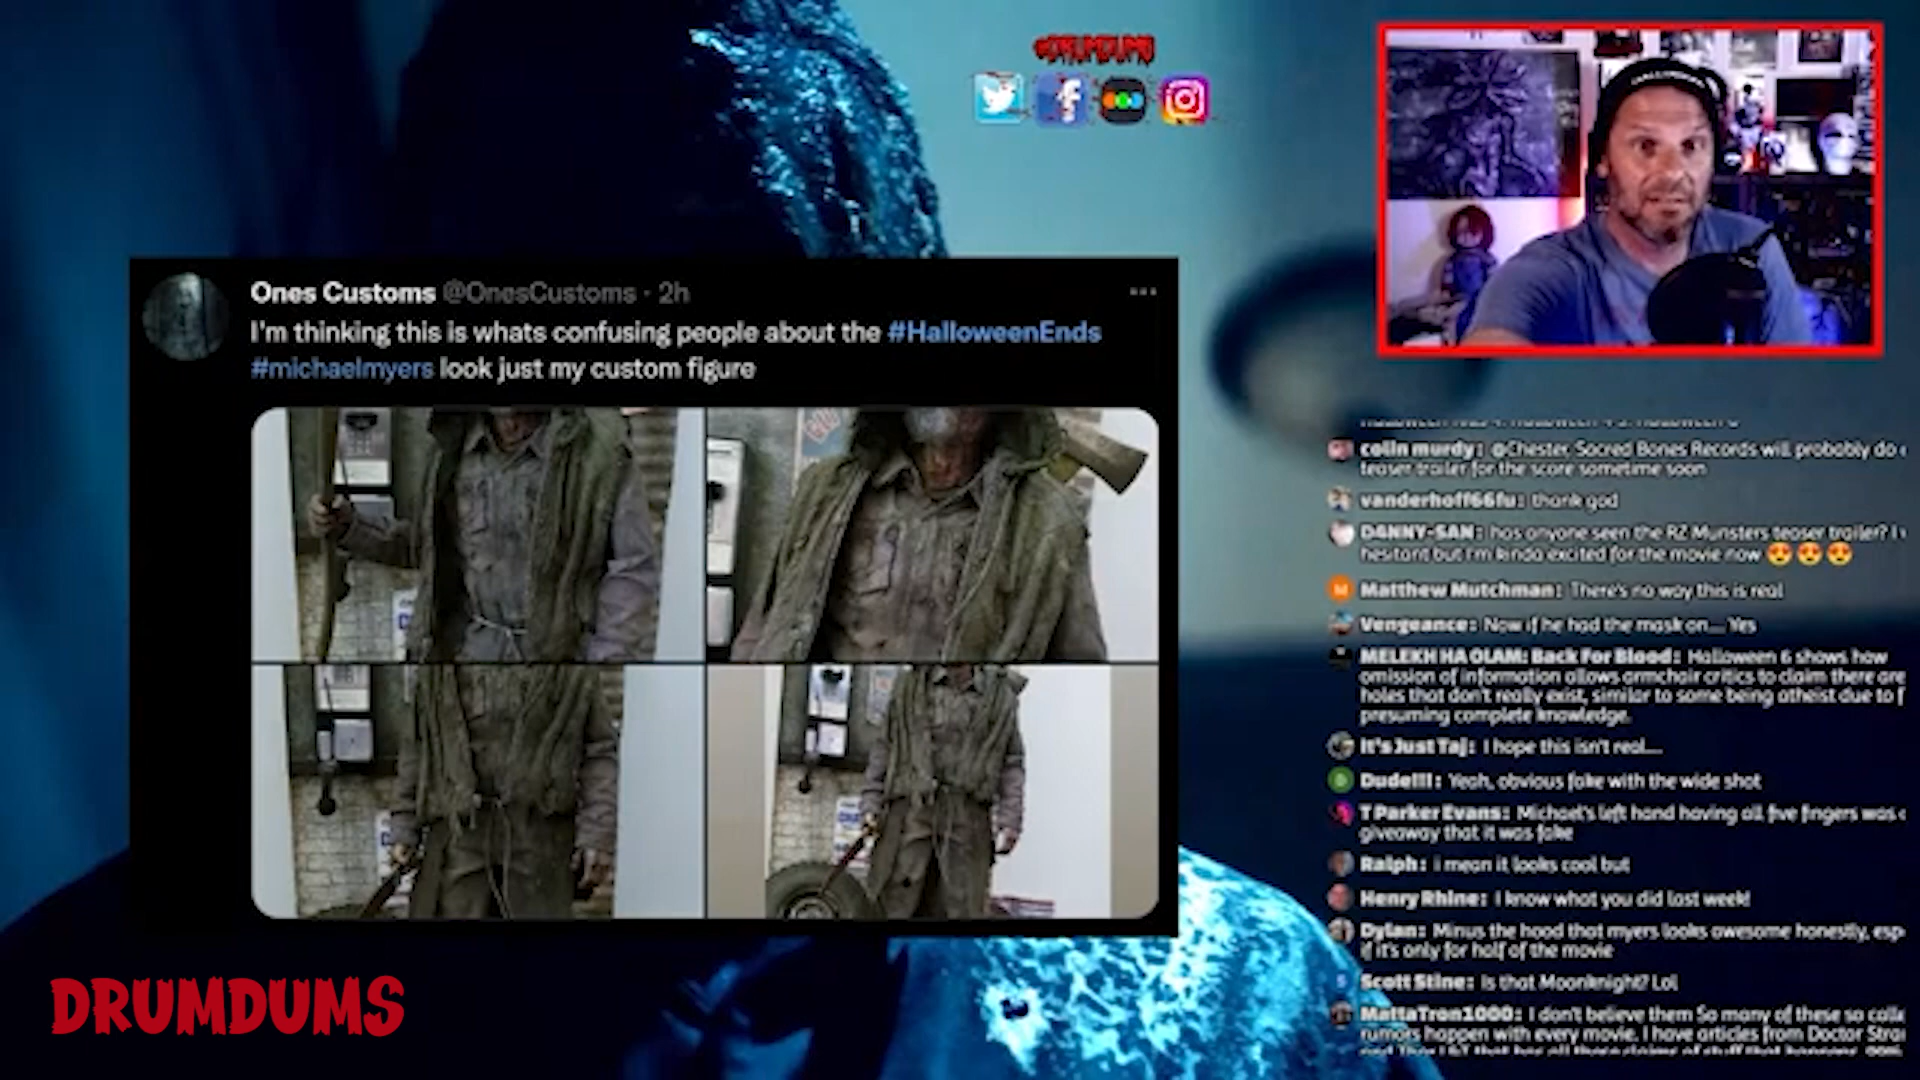 @DRUMDUMS
Ones Customs @OnesCustoms · 2h
I'm thinking this is whats confusing people about the #HalloweenEnds
#michaelmyers look just my custom figure
colin murdy: @Chester, Sacred Bones Records will probably do
teaser trailer for the score sometime soon
vanderhoff66fu: thank god
DANNY-SAN: has anyone seen the RZ Munsters teaser trailer? I
hesitant but I'm kinda excited for the movie now 😍 😍 😍
Matthew Mutchman: There's no way this is real
Vengeance: Now if he had the mask on.... Yes
MELEKH HA OLAM: Back For Blood: Halloween 6 shows how
omission of information allows armchair critics to claim there are
holes that don't really exist, similar to some being atheist due to
presuming complete knowledge.
It's Just Taj: I hope this isn't real....
Dude!!!: Yeah, obvious fake with the wide shot
T Parker Evans: Michael's left hand having all five fingers was
giveaway that it was fake
Ralph: i mean it looks cool but
Henry Rhine: I know what you did last week!
Dylan: Minus the hood that myers looks awesome honestly, esp
if it's only for half of the movie
Scott Stine: Is that Moonknight? Lol
MattaTron1000: I don't believe them So many of these so calle
rumors happen with every movie. I have articles from Doctor Stra
DRUMDUMS